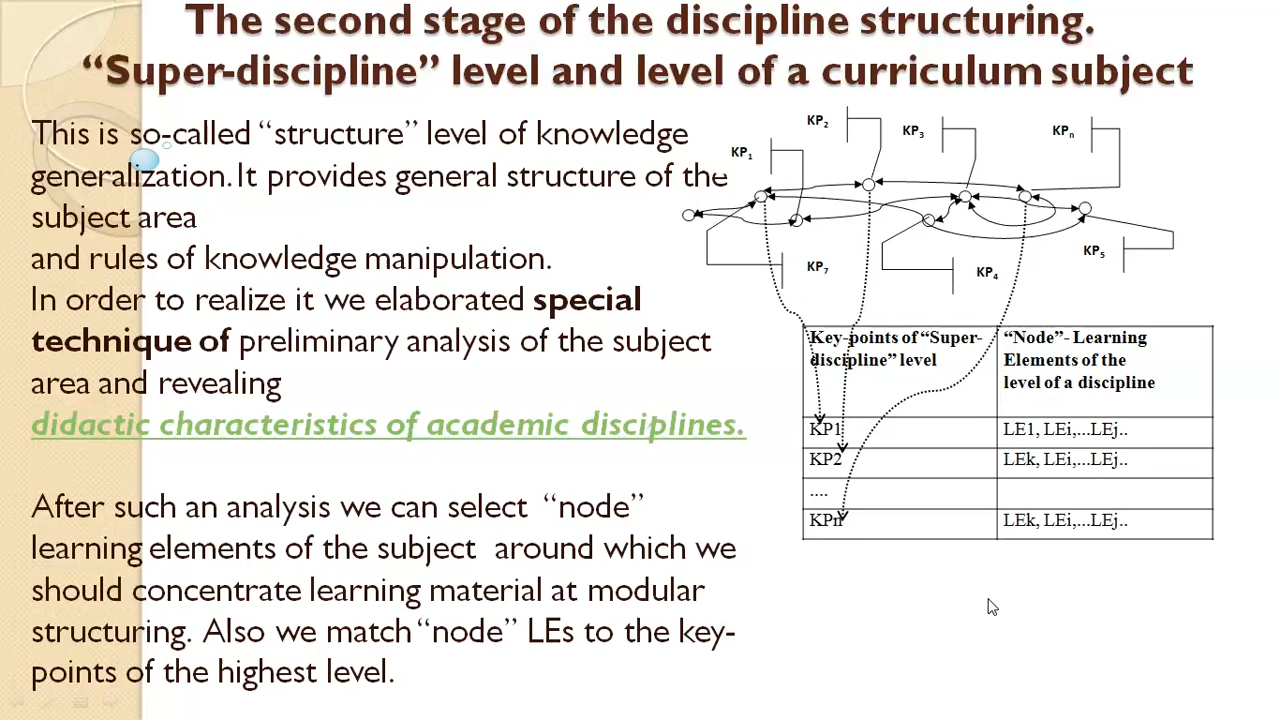 The second stage of the discipline structuring.
“Super-discipline” level and level of a curriculum subject
This is so-called “structure” level of knowledge
generalization. It provides general structure of the
subject area
and rules of knowledge manipulation.
In order to realize it we elaborated special
technique of preliminary analysis of the subject
area and revealing
didactic characteristics of academic disciplines.
After such an analysis we can select “node”
learning elements of the subject around which we
should concentrate learning material at modular
structuring. Also we match “node” LEs to the key-
points of the highest level.
KP1
KP2
KP3
KPn
KP7
KP4
KP5
Key-points of “Super-
discipline” level
“Node”- Learning
Elements of the
level of a discipline
KP1
LE1, LEi,...LEj..
KP2
LEk, LEi,...LEj..
....
KPn
LEk, LEi,...LEj..